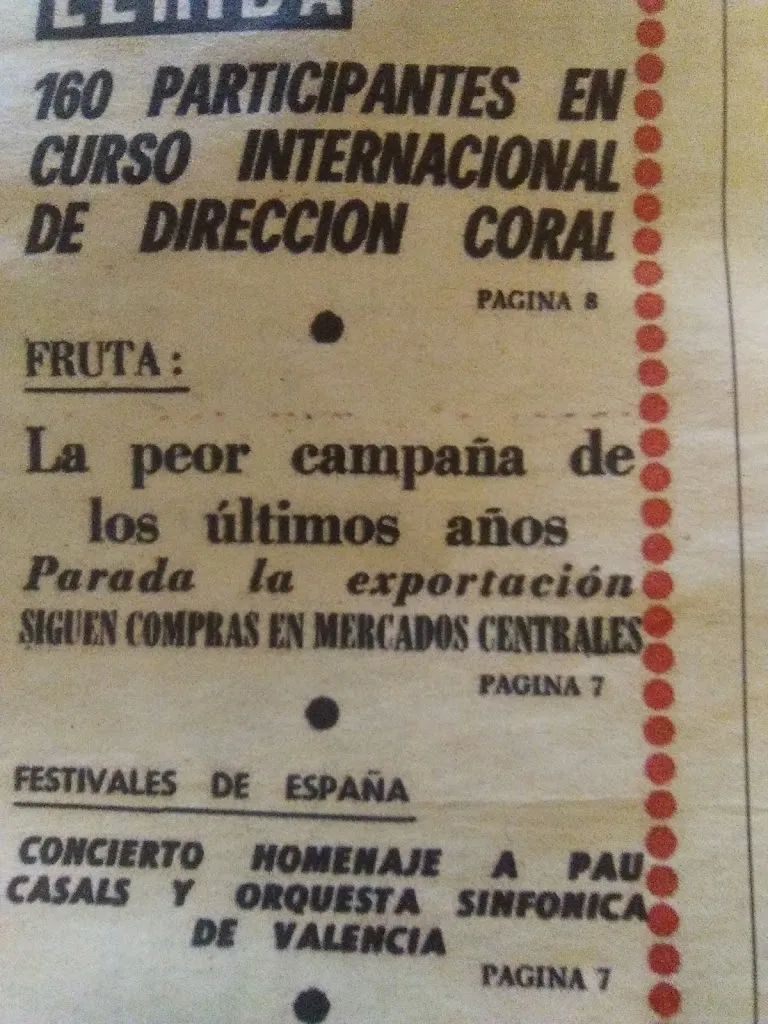 LERIDA
160 PARTICIPANTES EN
CURSO INTERNACIONAL
DE DIRECCION CORAL
PAGINA 8
FRUTA:
La peor campaña de
los últimos años
Parada la exportación
SIGUEN COMPRAS EN MERCADOS CENTRALES
PAGINA 7
FESTIVALES DE ESPAÑA
CONCIERTO HOMENAJE A PAU
CASALS Y ORQUESTA SINFONICA
DE VALENCIA
PAGINA 7